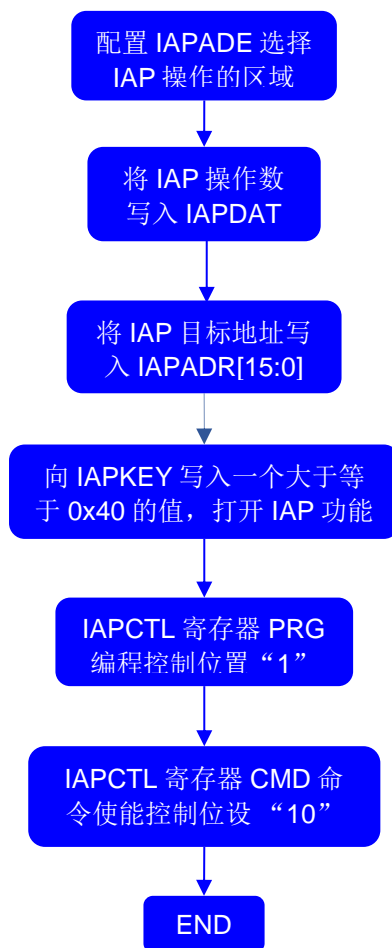 配置 IAPADE 选择
IAP 操作的区域
将 IAP 操作数
写入 IAPDAT
将 IAP 目标地址写
入 IAPADR[15:0]
向 IAPKEY 写入一个大于等
于 0x40 的值，打开 IAP 功能
IAPCTL 寄存器 PRG
编程控制位置“1”
IAPCTL 寄存器 CMD 命
令使能控制位设 “10”
END